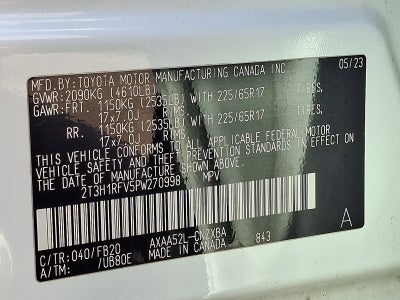 MFD.BY: TOYOTA MOTOR MANUFACTURING CANADA INC. 05/23
GVWR: 2090KG (4610LB)
GAWR: FRT. 1150KG (2535LB) WITH 225/65R17 TIRES,
17x7.0J RIMS,
RR. 1150KG (2535LB) WITH 225/65R17 TIRES,
17x7.0J RIMS,
THIS VEHICLE CONFORMS TO ALL APPLICABLE FEDERAL MOTOR
VEHICLE SAFETY AND THEFT PREVENTION STANDARDS IN EFFECT ON
THE DATE OF MANUFACTURE SHOWN ABOVE.
2T3H1RFV5PW270998 MPV
C/TR: 040/FB20 AXAA52L-CNZXBA 843 A
A/TM: /UB80E MADE IN CANADA